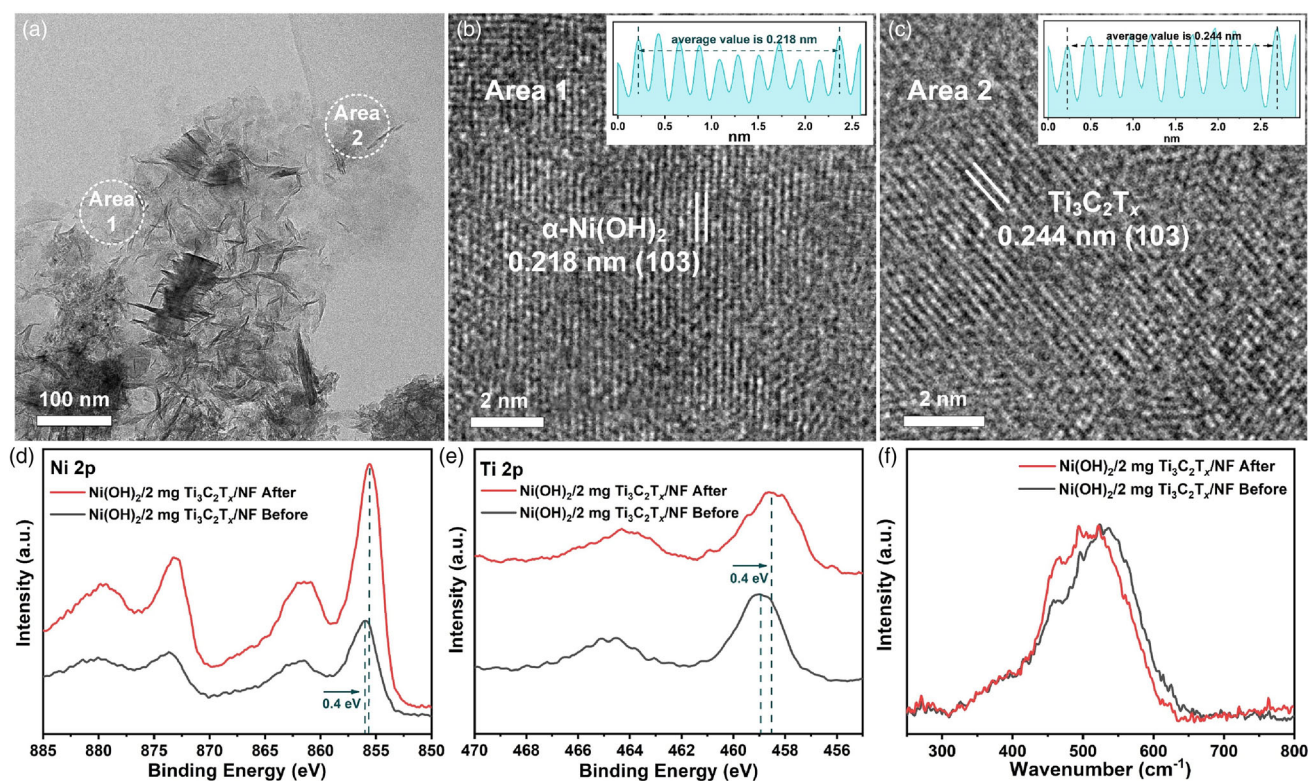 (a)
Area
1
Area
2
100 nm
(b)
Area 1
average value is 0.218 nm
0.0 0.5 1.0 1.5 2.0 2.5
nm
α-Ni(OH)₂
0.218 nm (103)
2 nm
(c)
Area 2
average value is 0.244 nm
0.0 0.5 1.0 1.5 2.0 2.5
nm
Ti₃C₂Tₓ
0.244 nm (103)
2 nm
(d)
Ni 2p
Ni(OH)₂/2 mg Ti₃C₂Tₓ/NF After
Ni(OH)₂/2 mg Ti₃C₂Tₓ/NF Before
0.4 eV
Intensity (a.u.)
885 880 875 870 865 860 855 850
Binding Energy (eV)
(e)
Ti 2p
Ni(OH)₂/2 mg Ti₃C₂Tₓ/NF After
Ni(OH)₂/2 mg Ti₃C₂Tₓ/NF Before
0.4 eV
Intensity (a.u.)
470 468 466 464 462 460 458 456
Binding Energy (eV)
(f)
Ni(OH)₂/2 mg Ti₃C₂Tₓ/NF After
Ni(OH)₂/2 mg Ti₃C₂Tₓ/NF Before
Intensity (a.u.)
300 400 500 600 700 800
Wavenumber (cm⁻¹)